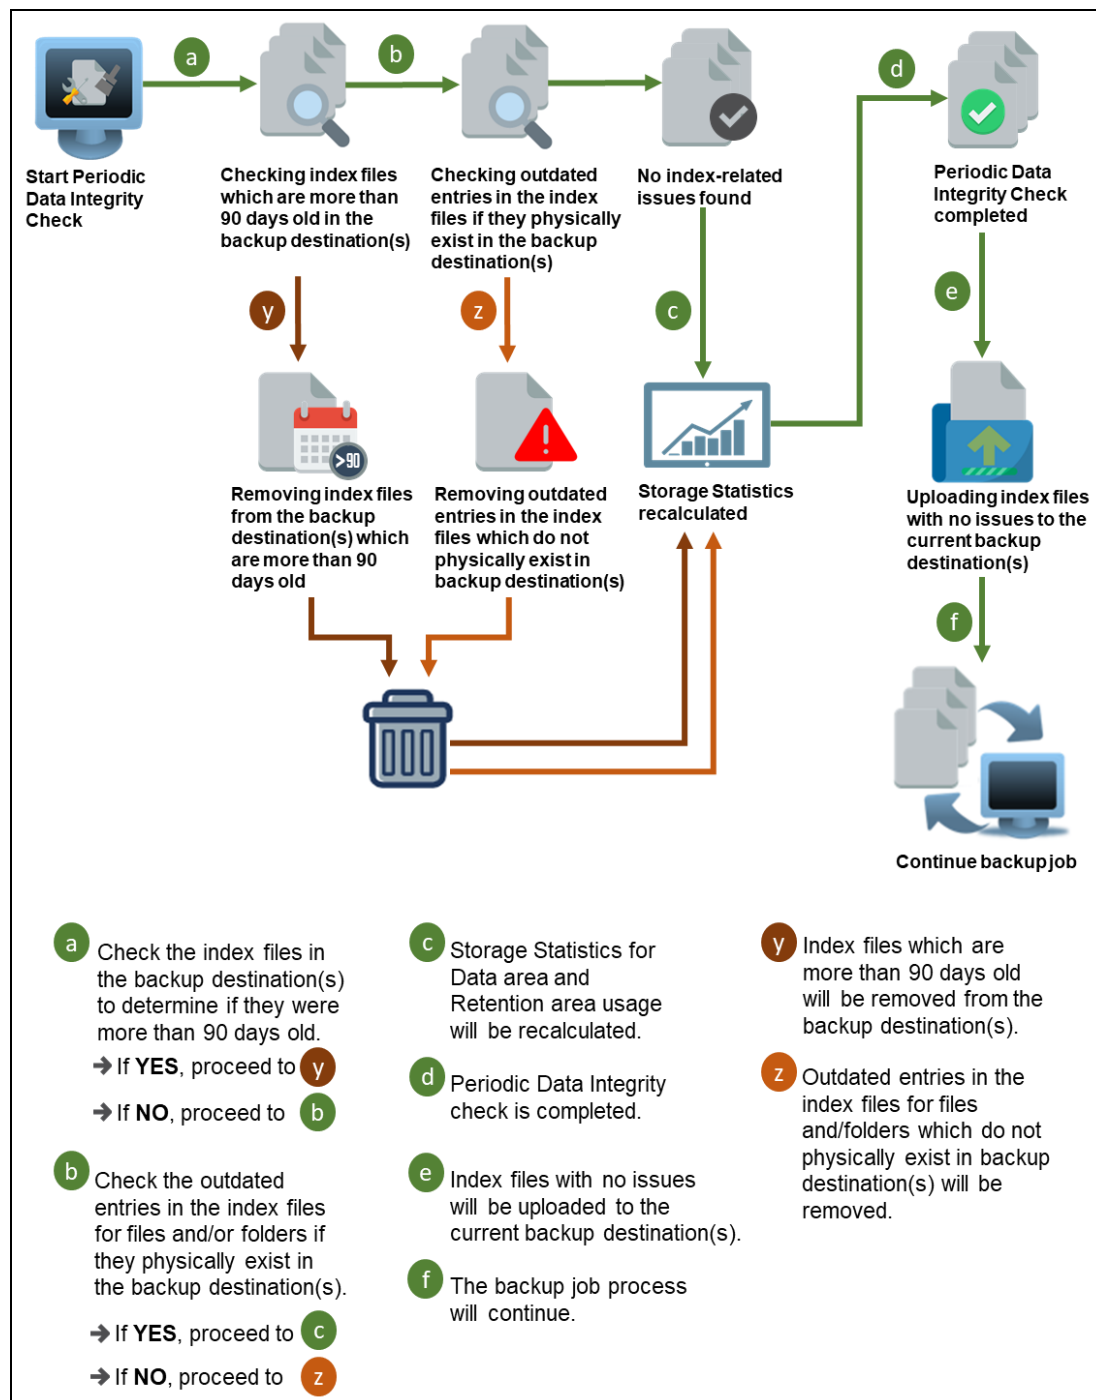 a
b
d
Start Periodic
Data Integrity
Check
Checking index files
which are more than
90 days old in the
backup destination(s)
Checking outdated
entries in the index
files if they physically
exist in the backup
destination(s)
No index-related
issues found
Periodic Data
Integrity Check
completed
y
z
c
e
>90
Removing index files
from the backup
destination(s) which
are more than 90
days old
Removing outdated
entries in the index
files which do not
physically exist in
backup destination(s)
Storage Statistics
recalculated
Uploading index files
with no issues to the
current backup
destination(s)
f
Continue backup job
a
Check the index files in
the backup destination(s)
to determine if they were
more than 90 days old.
➔ If YES, proceed to y
➔ If NO, proceed to b
b
Check the outdated
entries in the index files
for files and/or folders if
they physically exist in
the backup destination(s).
➔ If YES, proceed to c
➔ If NO, proceed to z
c
Storage Statistics for
Data area and
Retention area usage
will be recalculated.
d
Periodic Data Integrity
check is completed.
e
Index files with no issues
will be uploaded to the
current backup destination(s).
f
The backup job process
will continue.
y
Index files which are
more than 90 days old
will be removed from the
backup destination(s).
z
Outdated entries in the
index files for files
and/folders which do not
physically exist in backup
destination(s) will be
removed.